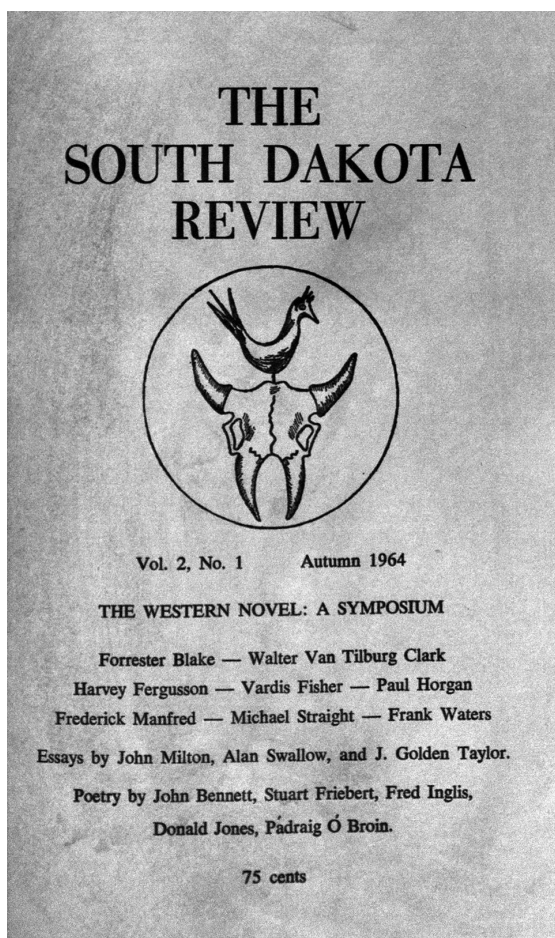 THE
SOUTH DAKOTA
REVIEW
Vol. 2, No. 1 Autumn 1964
THE WESTERN NOVEL: A SYMPOSIUM
Forrester Blake — Walter Van Tilburg Clark
Harvey Fergusson — Vardis Fisher — Paul Horgan
Frederick Manfred — Michael Straight — Frank Waters
Essays by John Milton, Alan Swallow, and J. Golden Taylor.
Poetry by John Bennett, Stuart Friebert, Fred Inglis,
Donald Jones, Pádraig Ó Broin.
75 cents